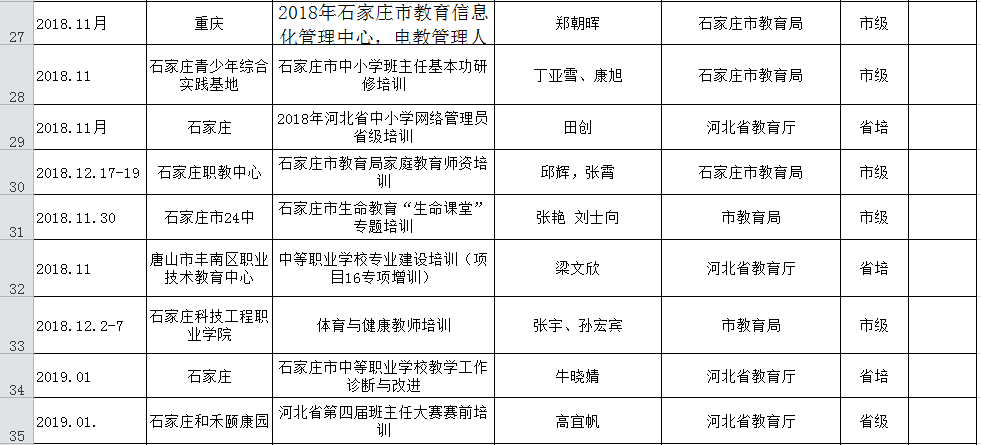 27 2018.11月 重庆 2018年石家庄市教育信息 郑朝晖 石家庄市教育局 市级
化管理中心，电教管理人
28 2018.11 石家庄青少年综合 石家庄市中小学班主任基本功研 丁亚雪、康旭 石家庄市教育局 市级
实践基地 修培训
29 2018.11月 石家庄 2018年河北省中小学网络管理员 田创 河北省教育厅 省培
省级培训
30 2018.12.17-19 石家庄职教中心 石家庄市教育局家庭教育师资培 邱辉，张霄 石家庄市教育局 市级
训
31 2018.11.30 石家庄市24中 石家庄市生命教育“生命课堂” 张艳 刘士向 市教育局 市级
专题培训
32 2018.11 唐山市丰南区职业 中等职业学校专业建设培训（项 梁文欣 河北省教育厅 省培
技术教育中心 目16专项增训）
33 2018.12.2-7 石家庄科技工程职 体育与健康教师培训 张宇、孙宏宾 市教育局 市级
业学院
34 2019.01 石家庄 石家庄市中等职业学校教学工作 牛晓婧 河北省教育厅 省培
诊断与改进
35 2019.01. 石家庄和禾颐康园 河北省第四届班主任大赛赛前培 高宜帆 河北省教育厅 省级
训